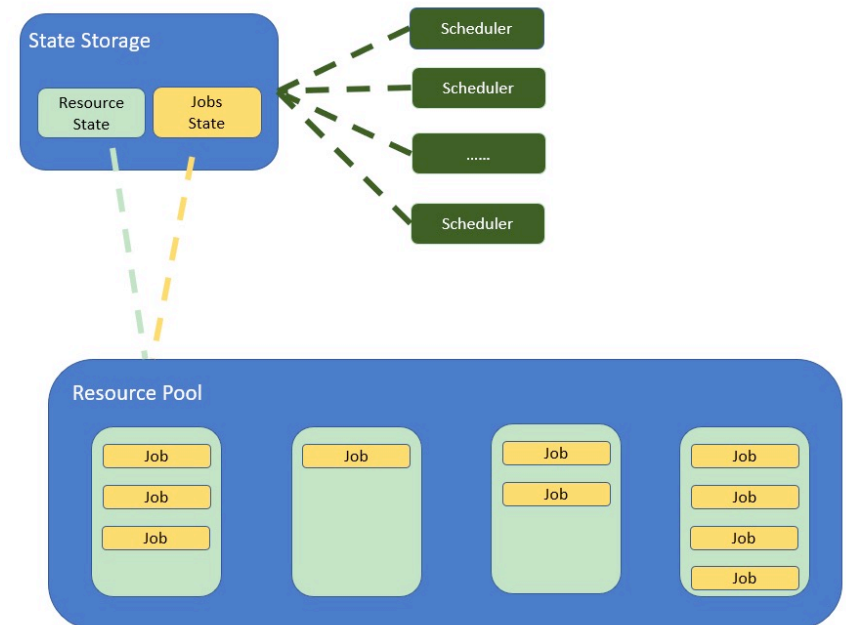 State Storage
Resource
State
Jobs
State
Scheduler
Scheduler
......
Scheduler
Resource Pool
Job
Job
Job
Job
Job
Job
Job
Job
Job
Job